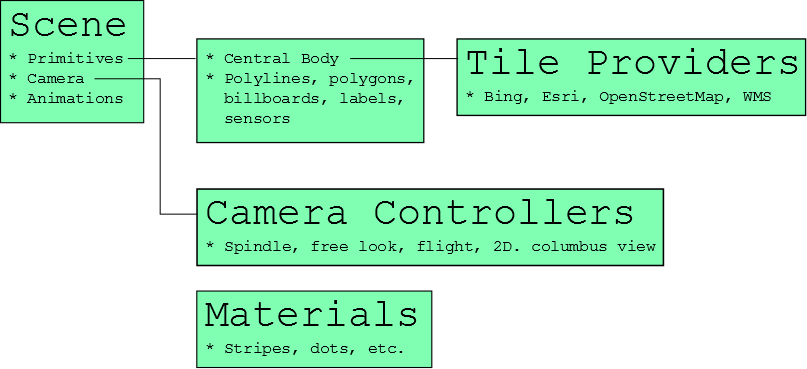 Scene
* Primitives
* Camera
* Animations
* Central Body
* Polylines, polygons,
billboards, labels,
sensors
Tile Providers
* Bing, Esri, OpenStreetMap, WMS
Camera Controllers
* Spindle, free look, flight, 2D. columbus view
Materials
* Stripes, dots, etc.